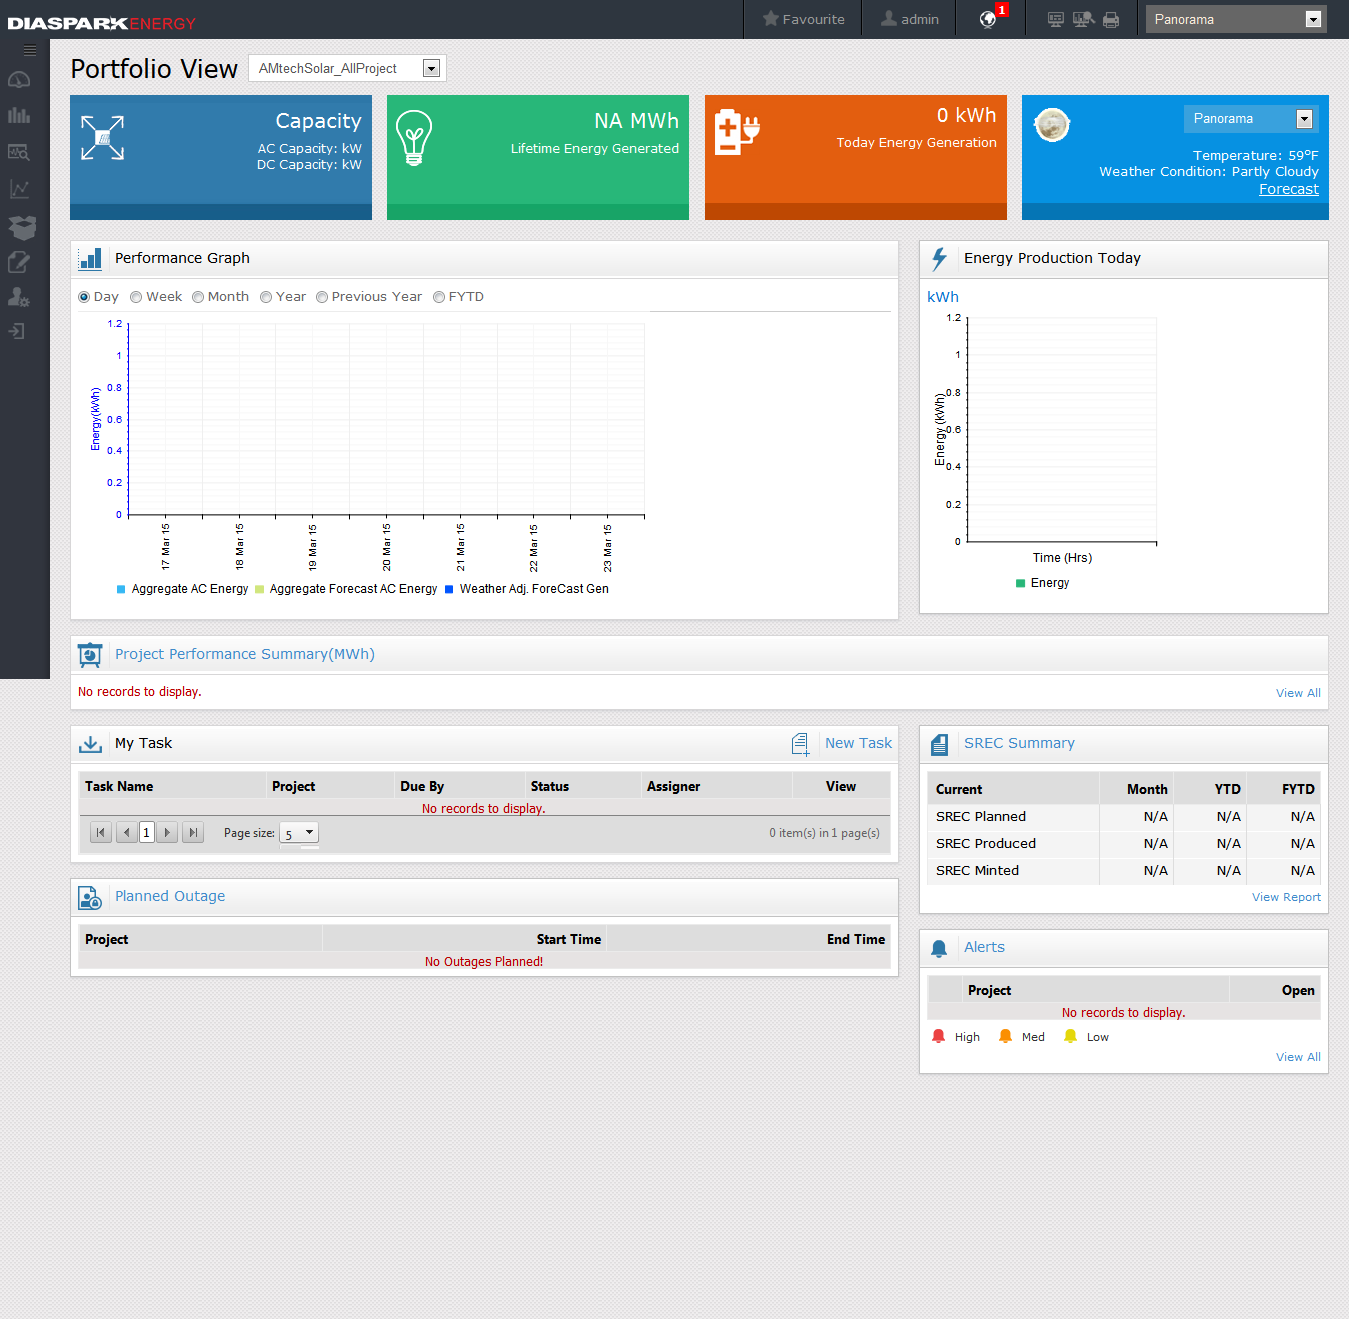 DIASPARKENERGY
Favourite
admin
1
Panorama
Portfolio View
AMtechSolar_AllProject
Capacity
AC Capacity: kW
DC Capacity: kW
NA MWh
Lifetime Energy Generated
0 kWh
Today Energy Generation
Panorama
Temperature: 59°F
Weather Condition: Partly Cloudy
Forecast
Performance Graph
Day Week Month Year Previous Year FYTD
Energy(kWh)
1.2
1
0.8
0.6
0.4
0.2
0
17 Mar 15
18 Mar 15
19 Mar 15
20 Mar 15
21 Mar 15
22 Mar 15
23 Mar 15
Aggregate AC Energy Aggregate Forecast AC Energy Weather Adj. ForeCast Gen
Energy Production Today
kWh
Energy (kWh)
1.2
1
0.8
0.6
0.4
0.2
0
Time (Hrs)
Energy
Project Performance Summary(MWh)
No records to display.
View All
My Task
New Task
Task Name Project Due By Status Assigner View
No records to display.
1 Page size: 5 0 item(s) in 1 page(s)
SREC Summary
Current Month YTD FYTD
SREC Planned N/A N/A N/A
SREC Produced N/A N/A N/A
SREC Minted N/A N/A N/A
View Report
Planned Outage
Project Start Time End Time
No Outages Planned!
Alerts
Project Open
No records to display.
High Med Low
View All